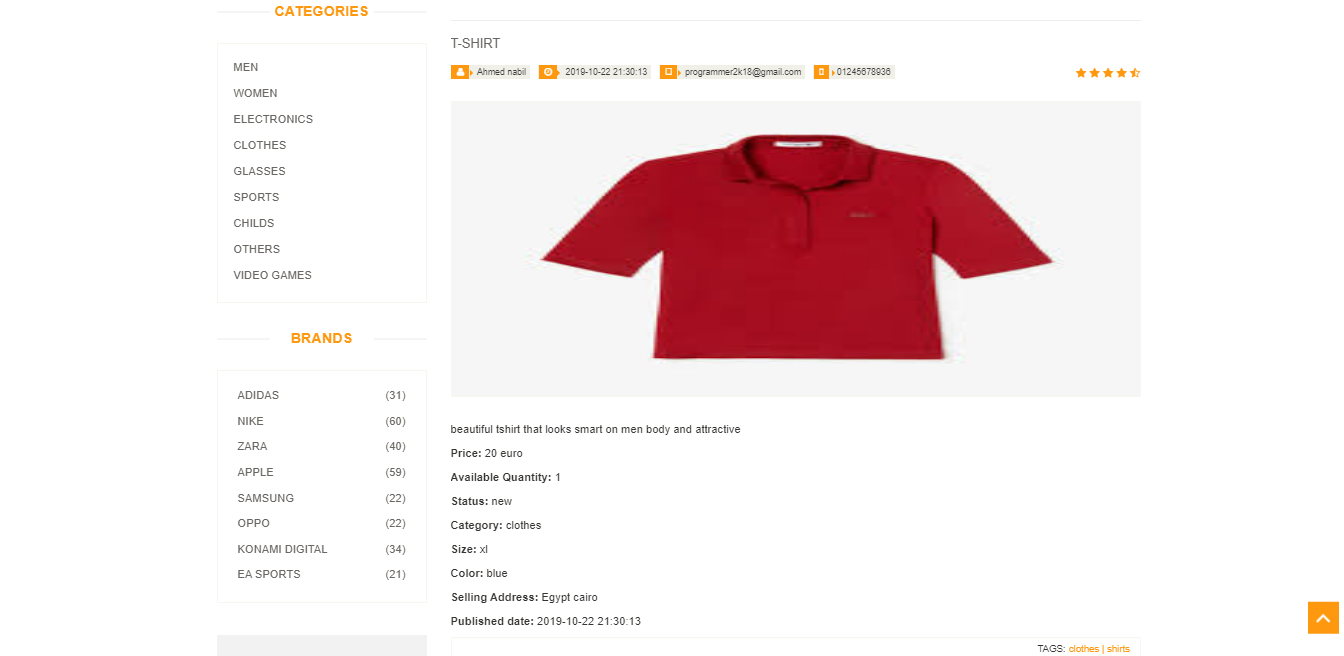 CATEGORIES
MEN
WOMEN
ELECTRONICS
CLOTHES
GLASSES
SPORTS
CHILDS
OTHERS
VIDEO GAMES
BRANDS
ADIDAS (31)
NIKE (60)
ZARA (40)
APPLE (59)
SAMSUNG (22)
OPPO (22)
KONAMI DIGITAL (34)
EA SPORTS (21)
T-SHIRT
Ahmed nabil 2019-10-22 21:30:13 programmer2k18@gmail.com 01245678936
beautiful tshirt that looks smart on men body and attractive
Price: 20 euro
Available Quantity: 1
Status: new
Category: clothes
Size: xl
Color: blue
Selling Address: Egypt cairo
Published date: 2019-10-22 21:30:13
TAGS: clothes | shirts